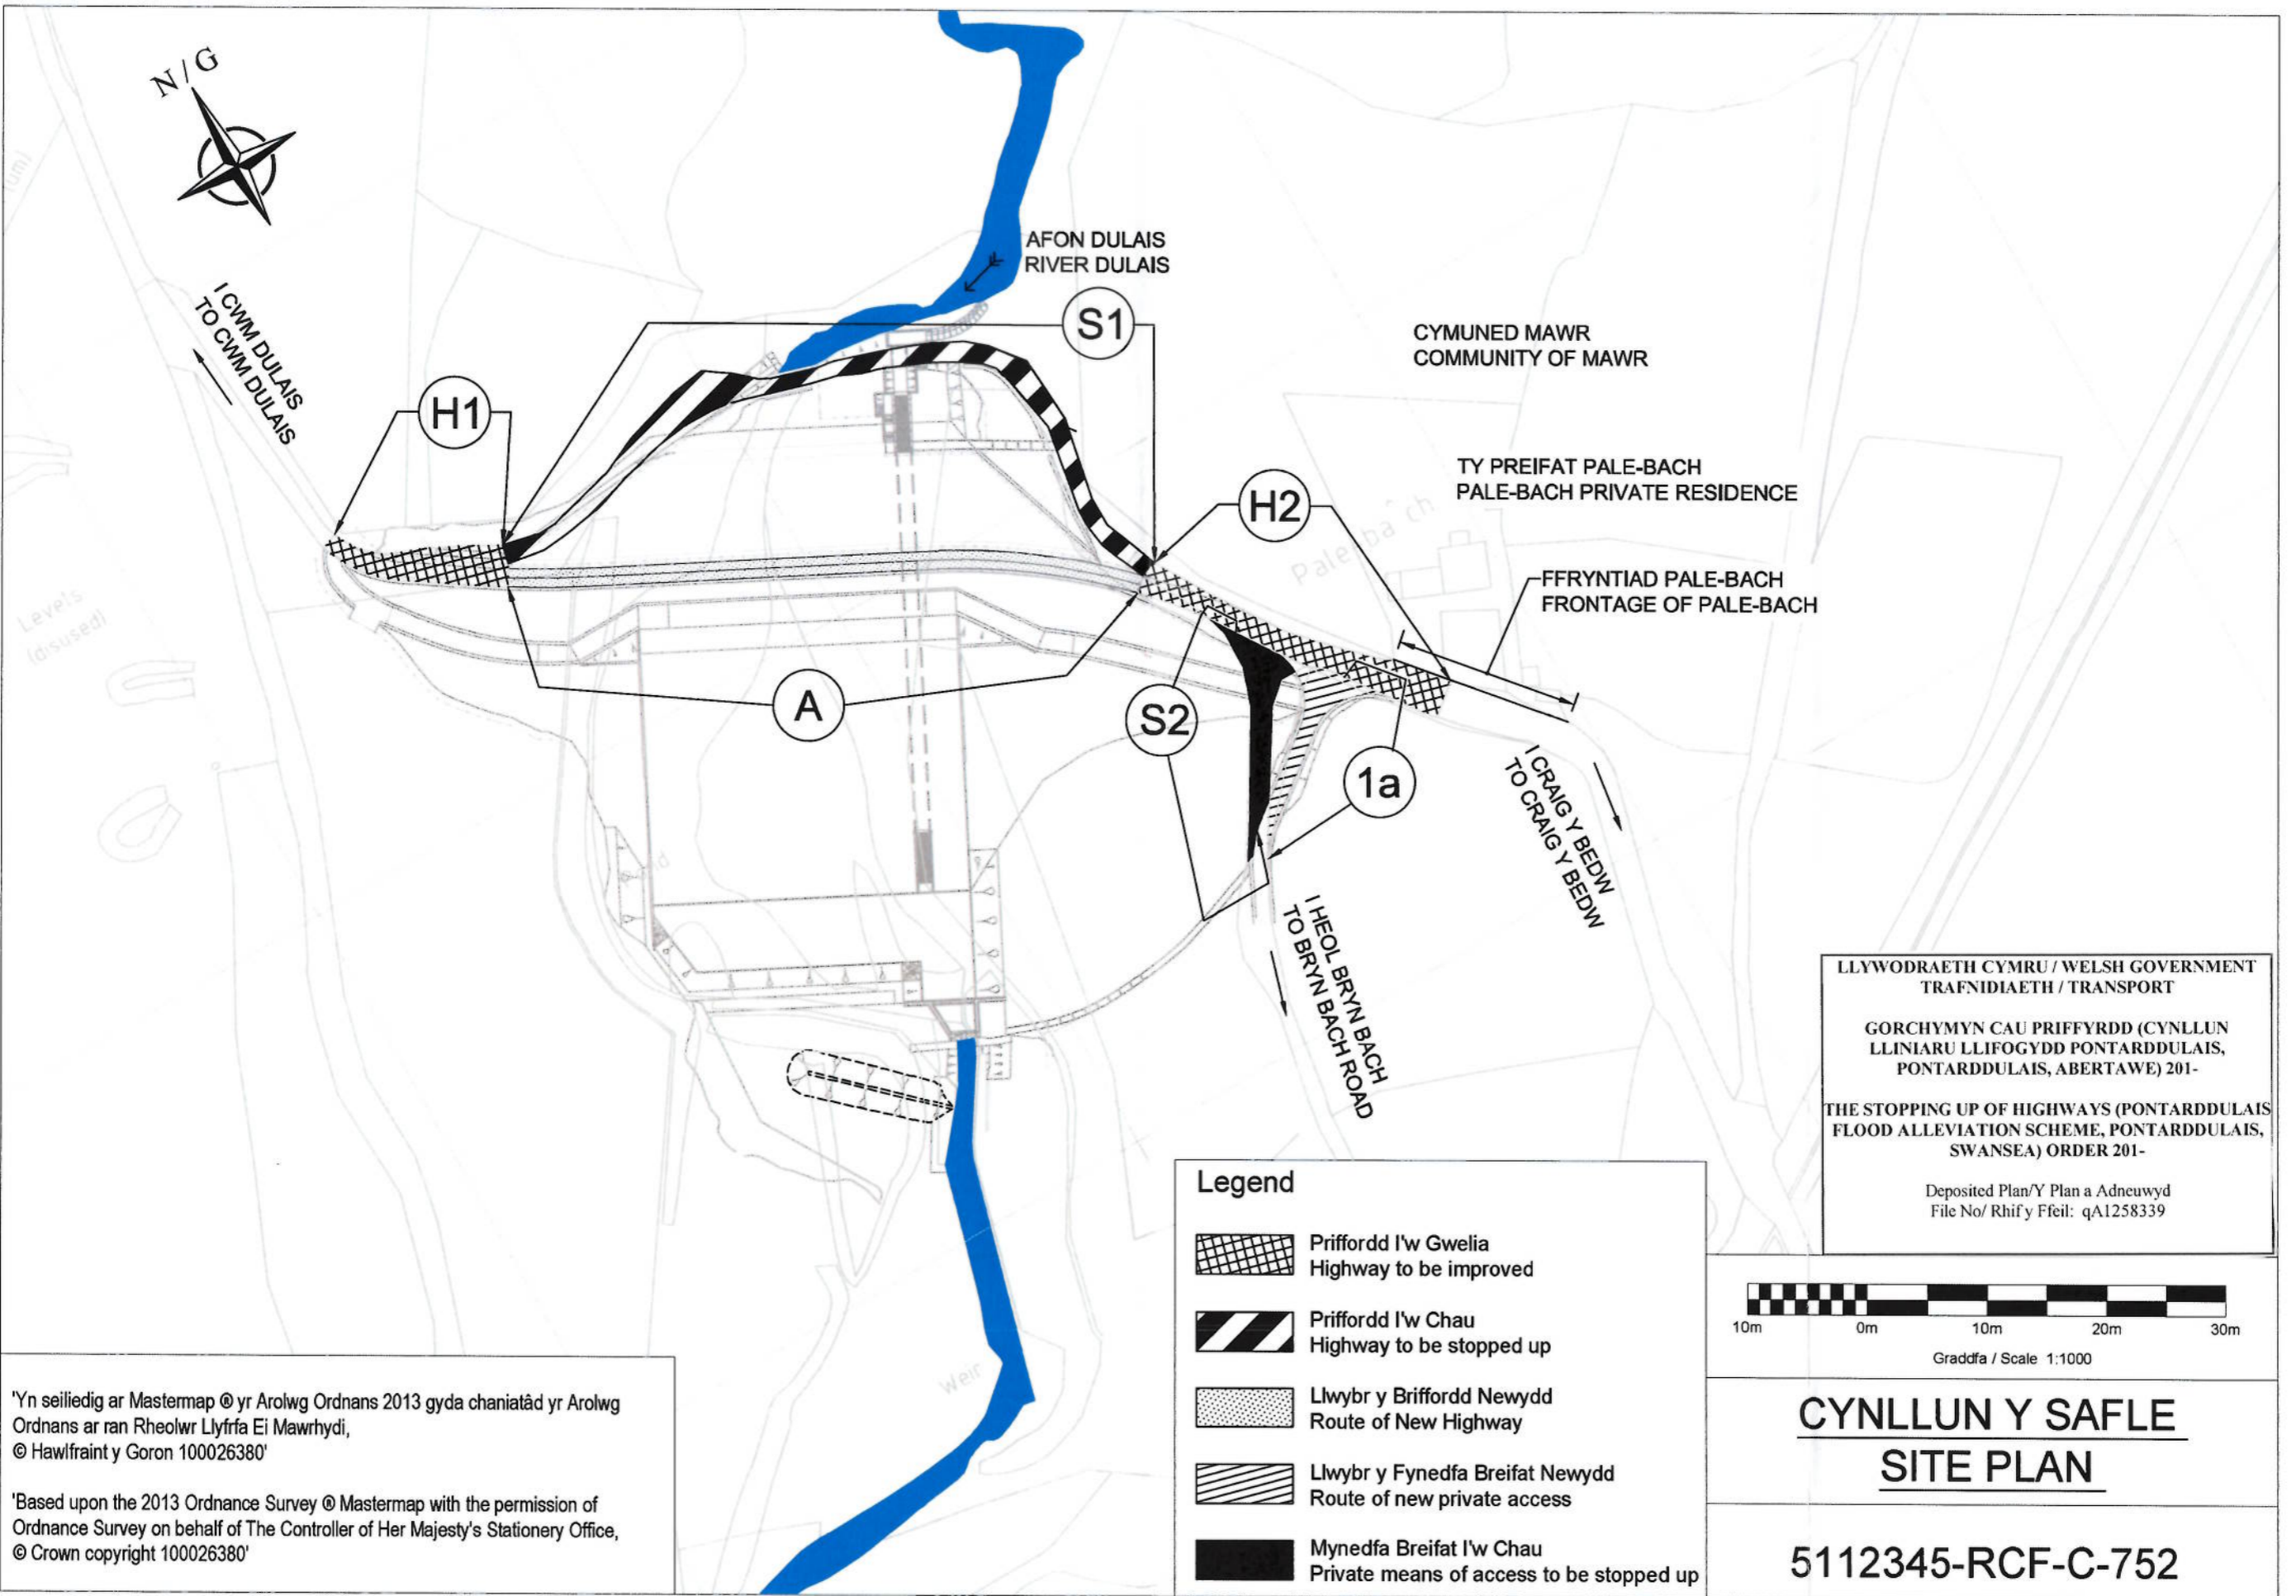 N/G
AFON DULAIS
RIVER DULAIS
I CWM DULAIS
TO CWM DULAIS
S1
H1
CYMUNED MAWR
COMMUNITY OF MAWR
TY PREIFAT PALE-BACH
PALE-BACH PRIVATE RESIDENCE
H2
Pale-bach
FFRYNTIAD PALE-BACH
FRONTAGE OF PALE-BACH
Levels
(disused)
A
S2
1a
I CRAIG Y BEDW
TO CRAIG Y BEDW
I HEOL BRYN BACH
TO BRYN BACH ROAD
Weir
LLYWODRAETH CYMRU / WELSH GOVERNMENT
TRAFNIDIAETH / TRANSPORT
GORCHYMYN CAU PRIFFYRDD (CYNLLUN
LLINIARU LLIFOGYDD PONTARDDULAIS,
PONTARDDULAIS, ABERTAWE) 201-
THE STOPPING UP OF HIGHWAYS (PONTARDDULAIS
FLOOD ALLEVIATION SCHEME, PONTARDDULAIS,
SWANSEA) ORDER 201-
Deposited Plan/Y Plan a Adneuwyd
File No/ Rhif y Ffeil: qA1258339
Legend
Priffordd I'w Gwelia
Highway to be improved
Priffordd I'w Chau
Highway to be stopped up
Llwybr y Briffordd Newydd
Route of New Highway
Llwybr y Fynedfa Breifat Newydd
Route of new private access
Mynedfa Breifat I'w Chau
Private means of access to be stopped up
10m 0m 10m 20m 30m
Graddfa / Scale 1:1000
CYNLLUN Y SAFLE
SITE PLAN
5112345-RCF-C-752
'Yn seiliedig ar Mastermap ® yr Arolwg Ordnans 2013 gyda chaniatâd yr Arolwg
Ordnans ar ran Rheolwr Llyfrfa Ei Mawrhydi,
© Hawlfraint y Goron 100026380'
'Based upon the 2013 Ordnance Survey ® Mastermap with the permission of
Ordnance Survey on behalf of The Controller of Her Majesty's Stationery Office,
© Crown copyright 100026380'